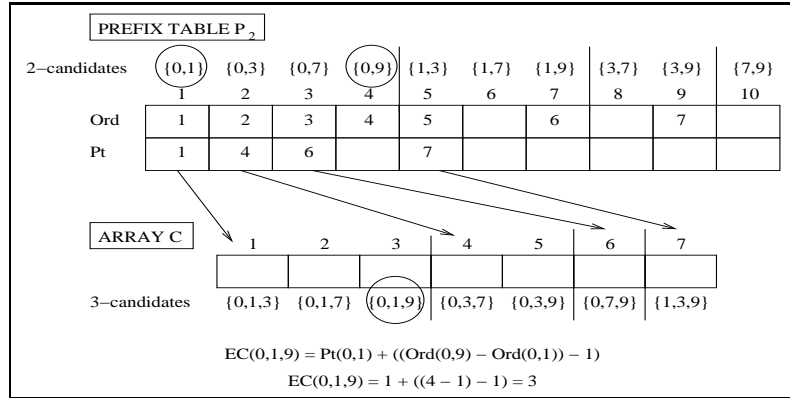 PREFIX TABLE P 2
2−candidates {0,1} {0,3} {0,7} {0,9} {1,3} {1,7} {1,9} {3,7} {3,9} {7,9}
1 2 3 4 5 6 7 8 9 10
Ord 1 2 3 4 5 6 7
Pt 1 4 6 7
ARRAY C 1 2 3 4 5 6 7
3−candidates {0,1,3} {0,1,7} {0,1,9} {0,3,7} {0,3,9} {0,7,9} {1,3,9}
EC(0,1,9) = Pt(0,1) + ((Ord(0,9) − Ord(0,1)) − 1)
EC(0,1,9) = 1 + ((4 − 1) − 1) = 3